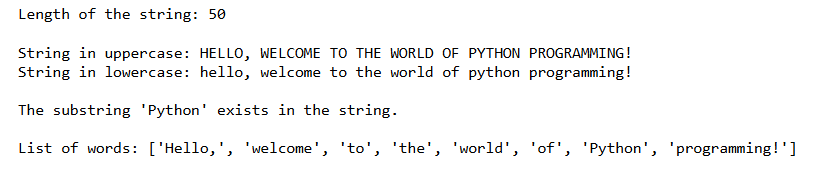 Length of the string: 50
String in uppercase: HELLO, WELCOME TO THE WORLD OF PYTHON PROGRAMMING!
String in lowercase: hello, welcome to the world of python programming!
The substring 'Python' exists in the string.
List of words: ['Hello,', 'welcome', 'to', 'the', 'world', 'of', 'Python', 'programming!']